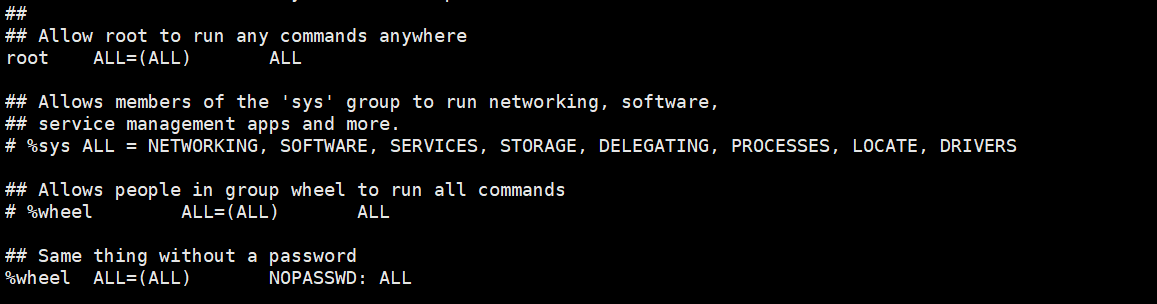 ##
## Allow root to run any commands anywhere
root    ALL=(ALL)       ALL
## Allows members of the 'sys' group to run networking, software,
## service management apps and more.
# %sys ALL = NETWORKING, SOFTWARE, SERVICES, STORAGE, DELEGATING, PROCESSES, LOCATE, DRIVERS
## Allows people in group wheel to run all commands
# %wheel        ALL=(ALL)       ALL
## Same thing without a password
%wheel  ALL=(ALL)       NOPASSWD: ALL